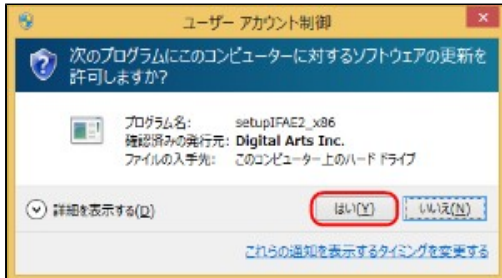 ユーザー アカウント制御
次のプログラムにこのコンピューターに対するソフトウェアの更新を
許可しますか?
プログラム名: setupIFAE2_x86
確認済みの発行元: Digital Arts Inc.
ファイルの入手先: このコンピューター上のハード ドライブ
詳細を表示する(D) はい(Y) いいえ(N)
これらの通知を表示するタイミングを変更する